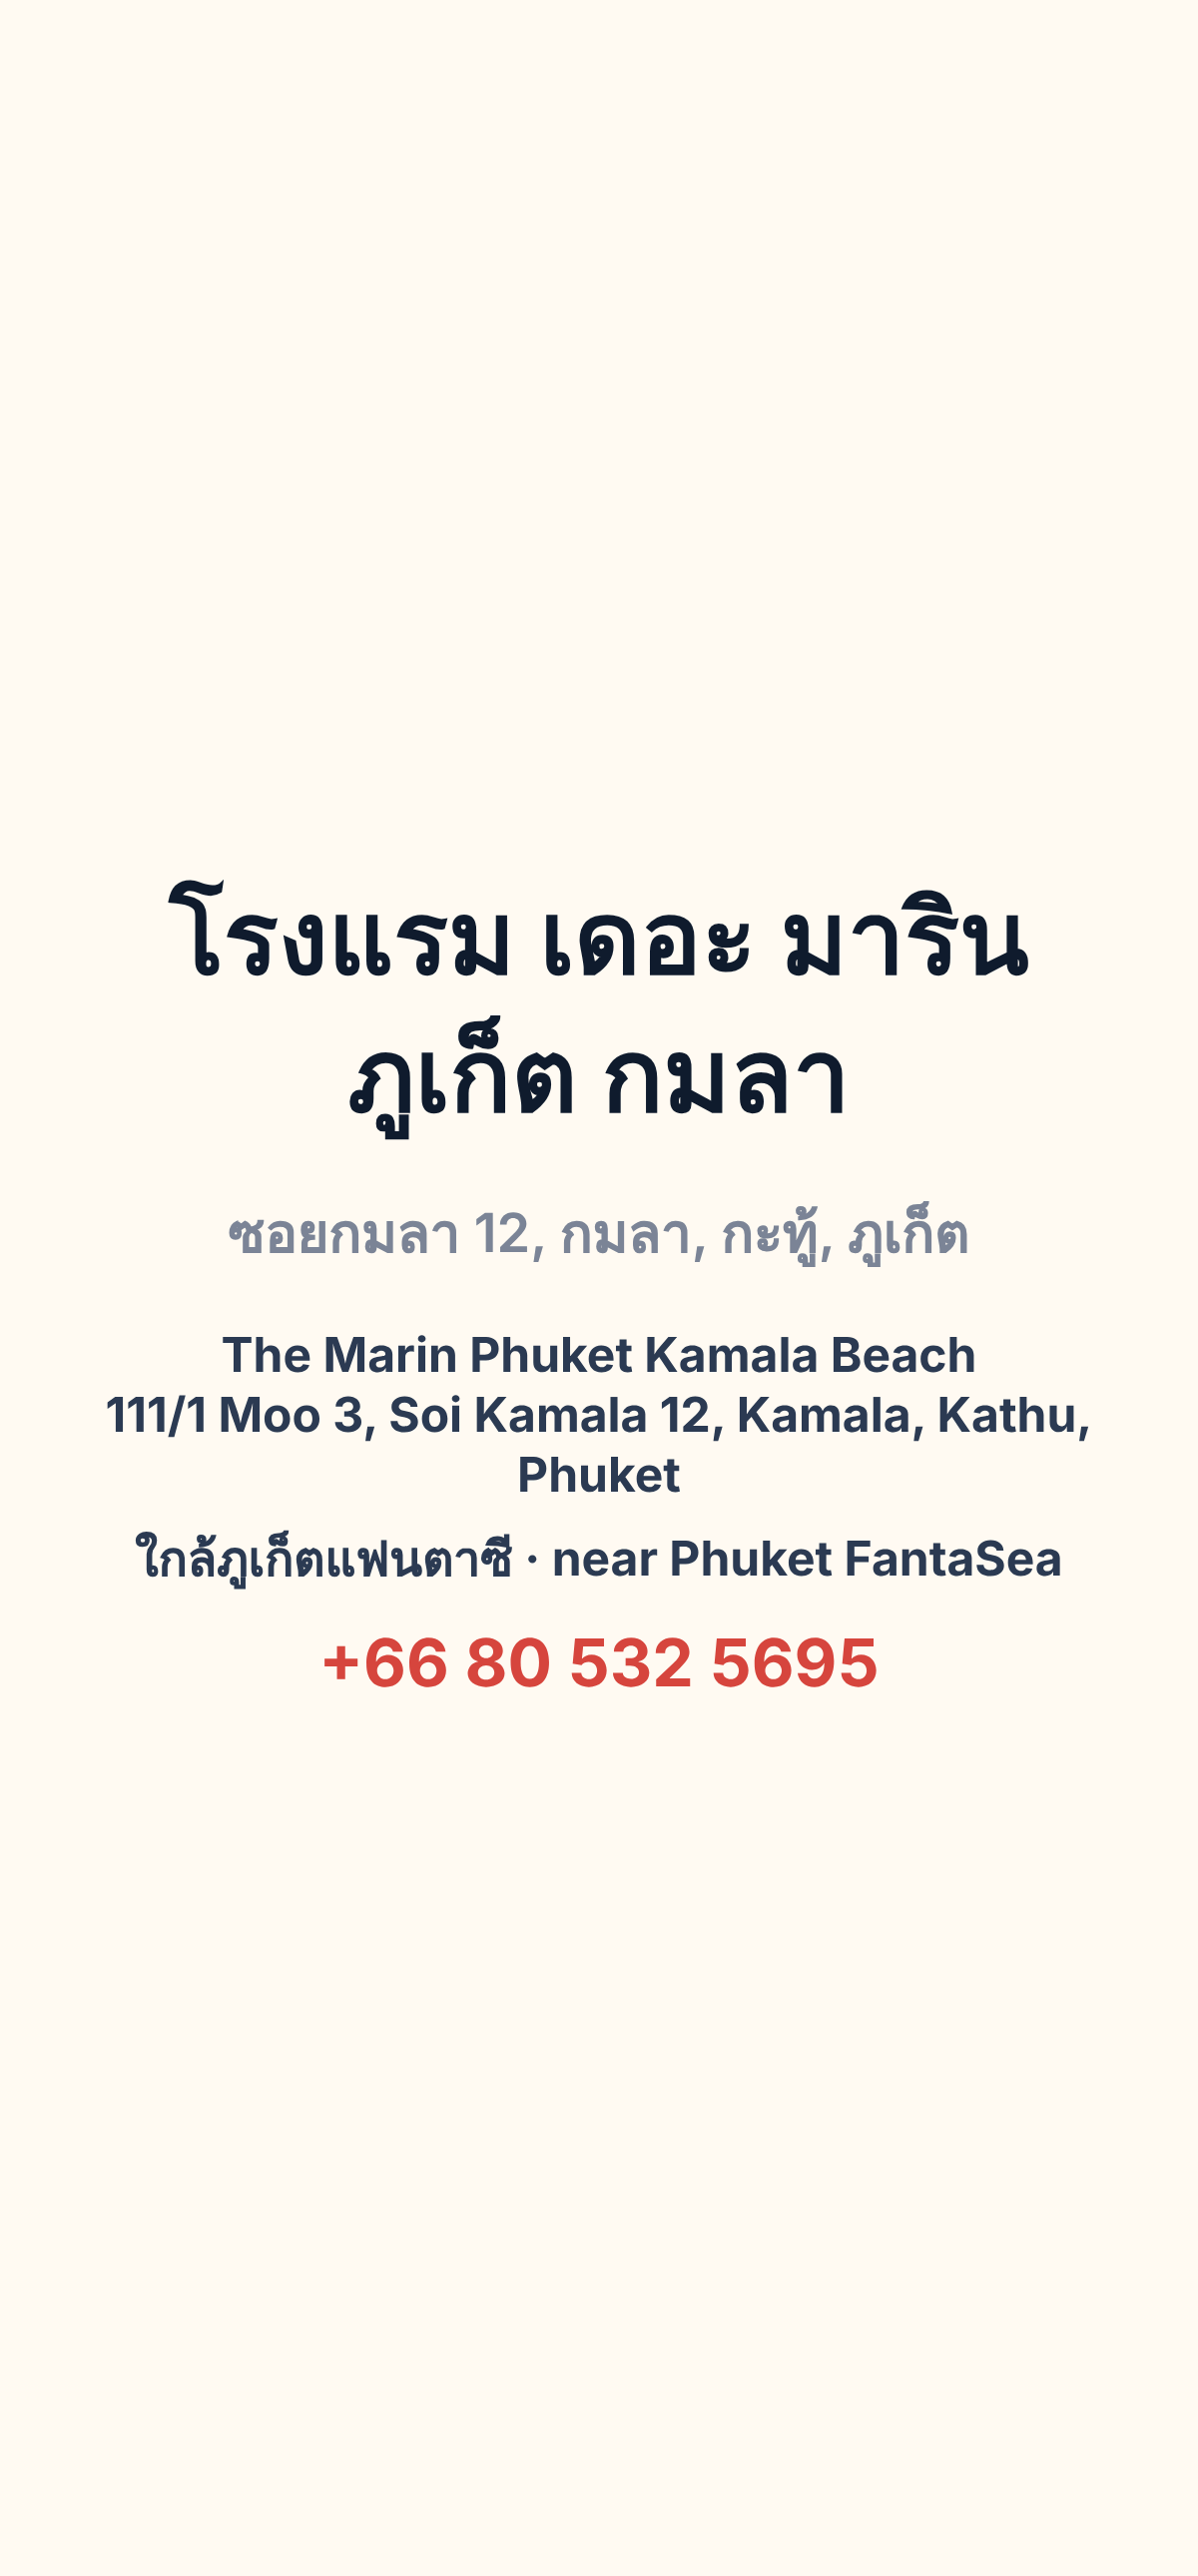 โรงแรม เดอะ มาริน
ภูเก็ต กมลา
ซอยกมลา 12, กมลา, กะทู้, ภูเก็ต
The Marin Phuket Kamala Beach
111/1 Moo 3, Soi Kamala 12, Kamala, Kathu,
Phuket
ใกล้ภูเก็ตแฟนตาซี · near Phuket FantaSea
+66 80 532 5695